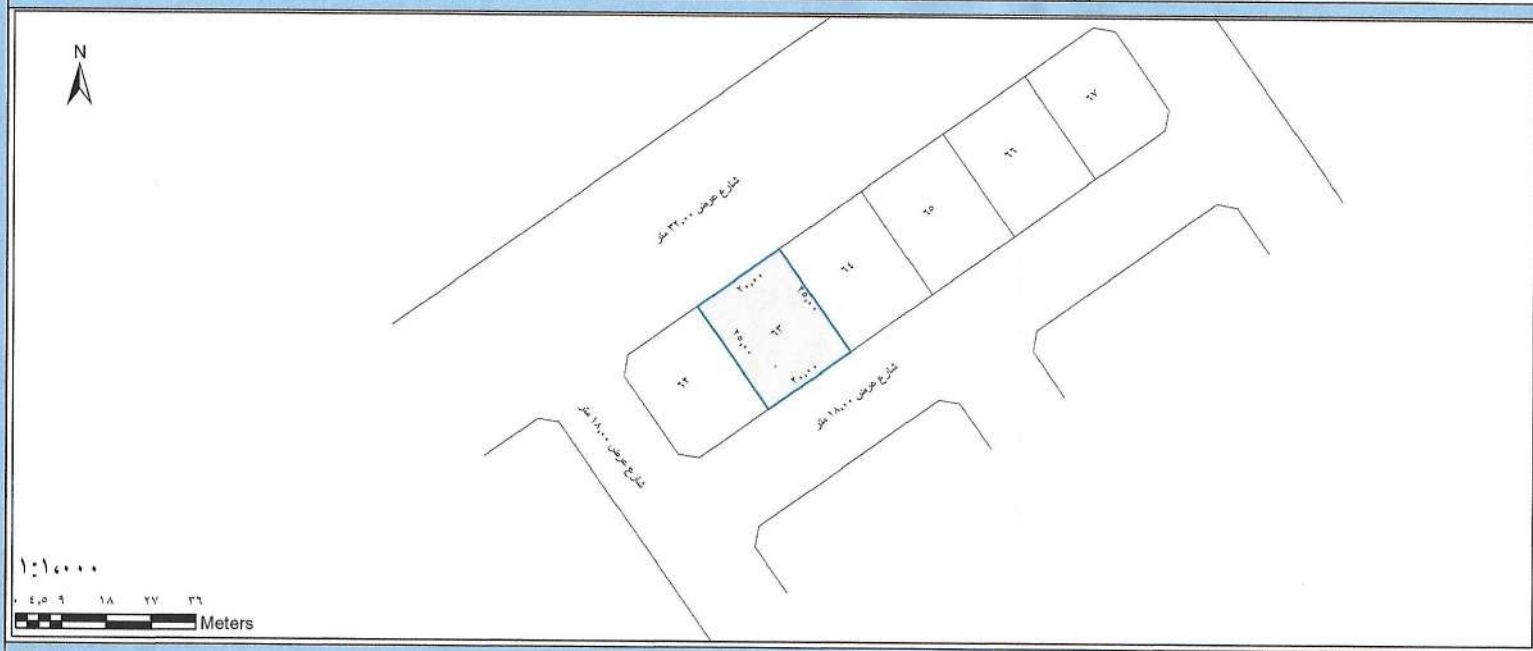 N
٦٧
٦٦
٦٥
٦٤
٦٣
٦٢
شارع عرض ٣٢,٠٠ متر
٢٠,٠٠
٢٥,٠٠
٢٥,٠٠
٢٠,٠٠
شارع عرض ١٨,٠٠ متر
شارع عرض ١٨,٠٠ متر
١:١,٠٠٠
٠ ٤,٥ ٩ ١٨ ٢٧ ٣٦
Meters